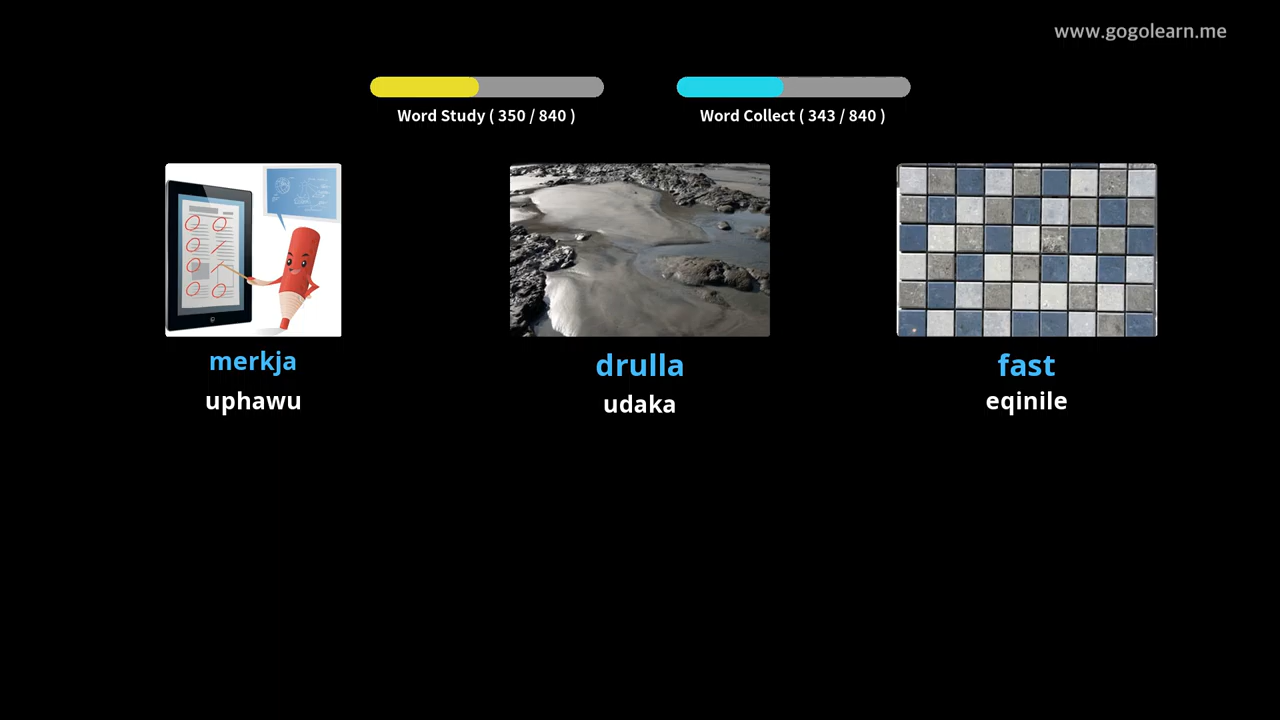 www.gogolearn.me
Word Study ( 350 / 840 )
Word Collect ( 343 / 840 )
merkja
uphawu
drulla
udaka
fast
eqinile